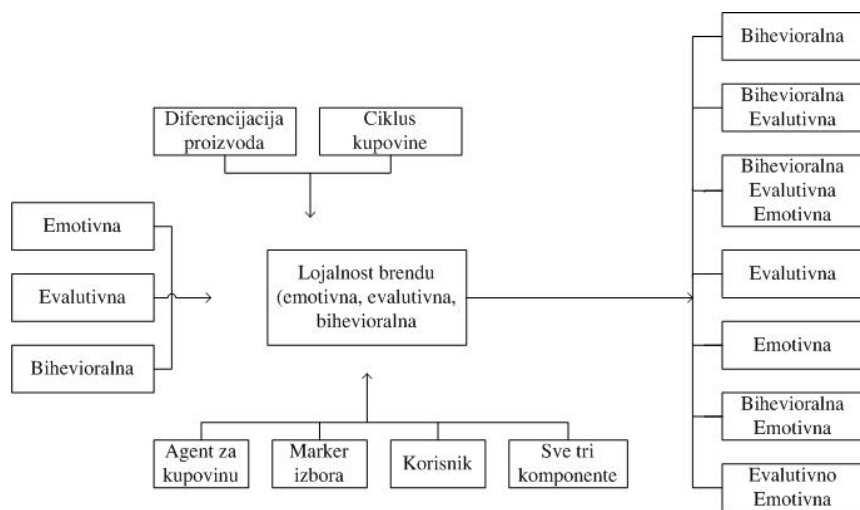 Diferencijacija
proizvoda
Ciklus
kupovine
Emotivna
Evalutivna
Bihevioralna
Lojalnost brendu
(emotivna, evalutivna,
bihevioralna
Agent za
kupovinu
Marker
izbora
Korisnik
Sve tri
komponente
Bihevioralna
Bihevioralna
Evalutivna
Bihevioralna
Evalutivna
Emotivna
Evalutivna
Emotivna
Bihevioralna
Emotivna
Evalutivno
Emotivna